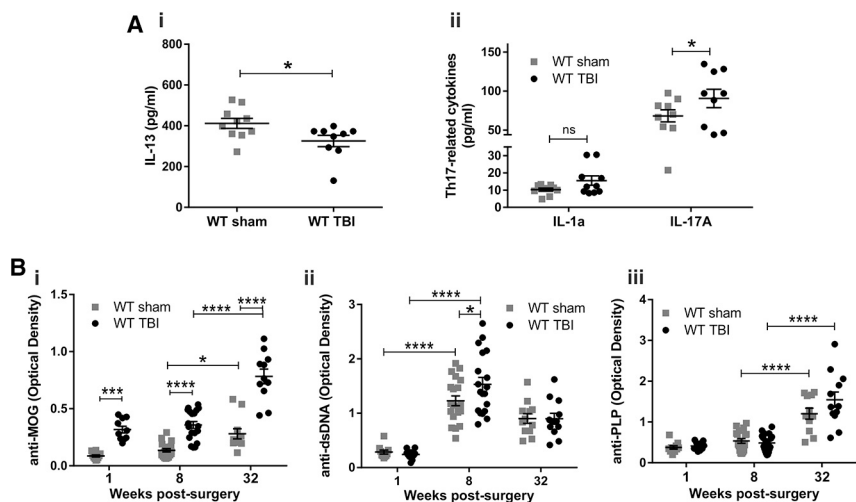 A
i
IL-13 (pg/ml)
800
600
400
200
0
*
WT sham
WT TBI
ii
Th17-related cytokines
(pg/ml)
150
100
50
30
20
10
0
WT sham
WT TBI
ns
*
IL-1a
IL-17A
B
i
anti-MOG (Optical Density)
1.5
1.0
0.5
0.0
WT sham
WT TBI
***
****
*
****
****
1
8
32
Weeks post-surgery
ii
anti-dsDNA (Optical Density)
3
2
1
0
WT sham
WT TBI
****
****
*
1
8
32
Weeks post-surgery
iii
anti-PLP (Optical Density)
4
3
2
1
0
WT sham
WT TBI
****
****
1
8
32
Weeks post-surgery